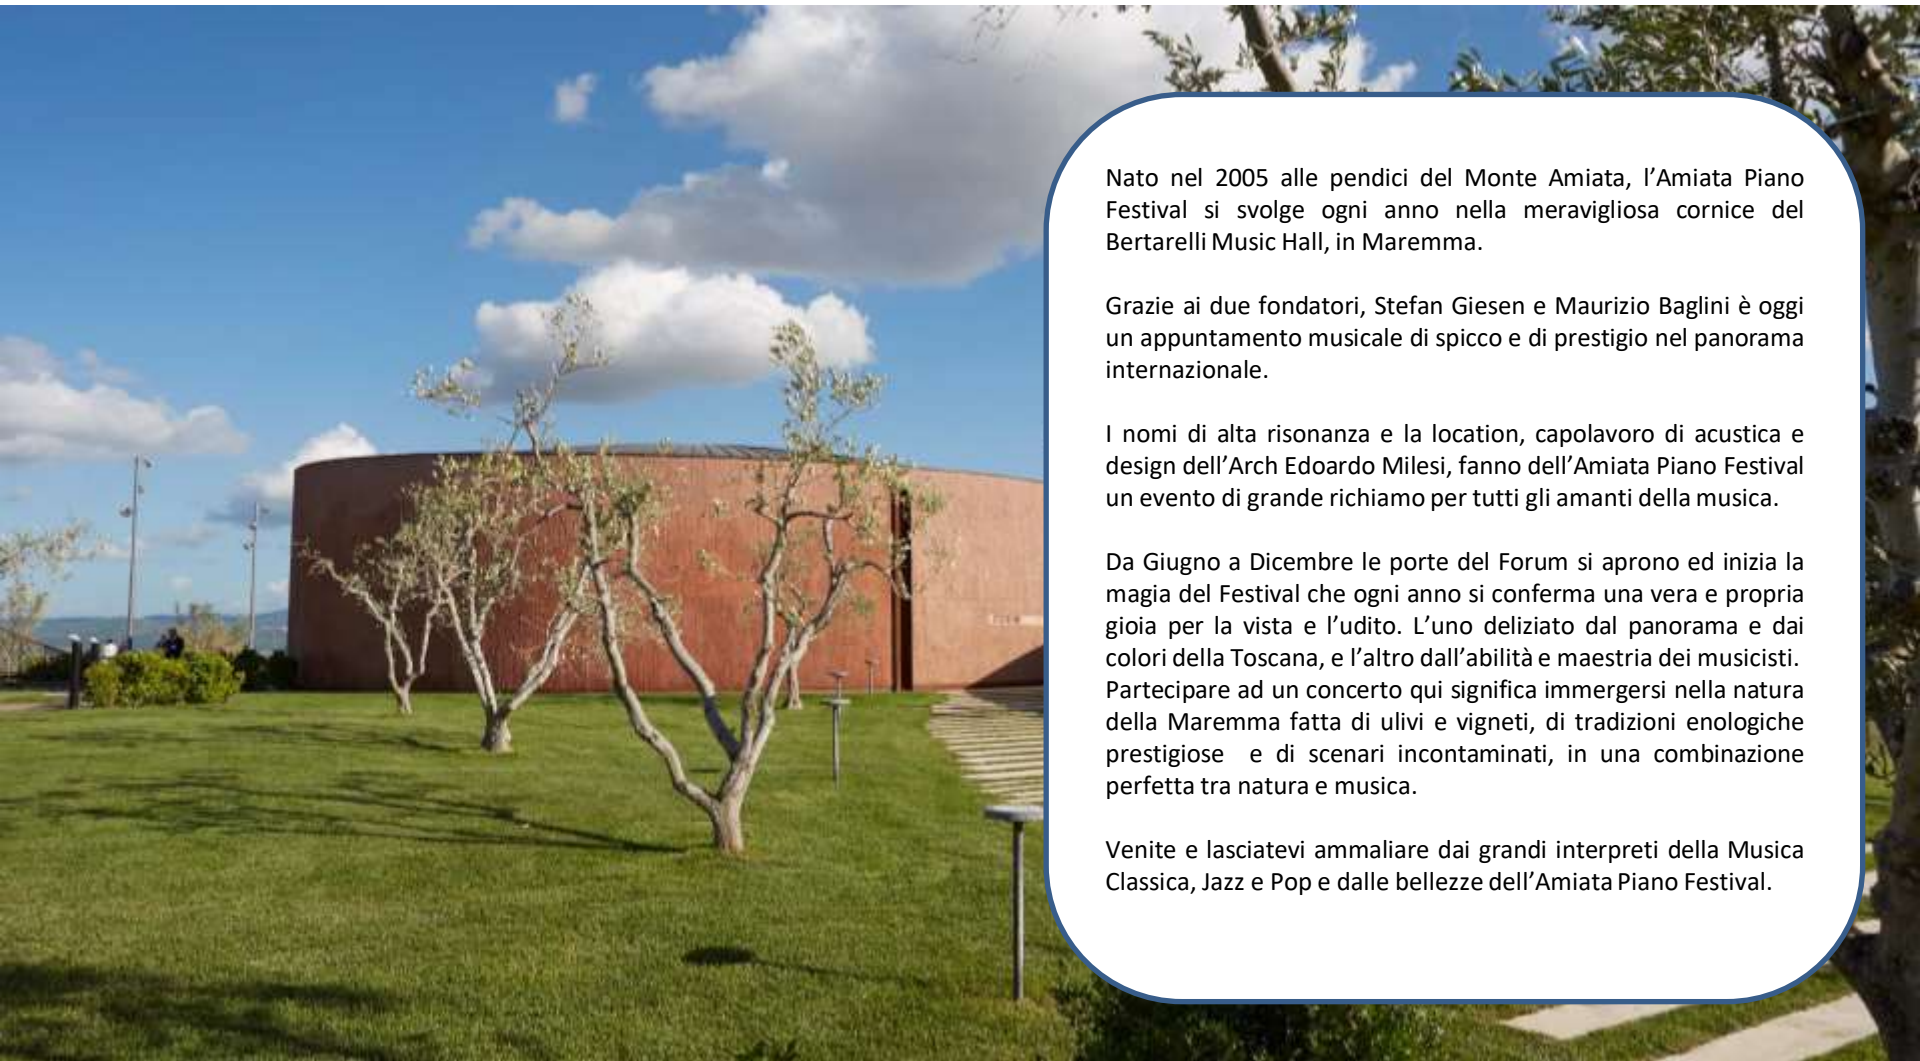 Nato nel 2005 alle pendici del Monte Amiata, l’Amiata Piano
Festival si svolge ogni anno nella meravigliosa cornice del
Bertarelli Music Hall, in Maremma.
Grazie ai due fondatori, Stefan Giesen e Maurizio Baglini è oggi
un appuntamento musicale di spicco e di prestigio nel panorama
internazionale.
I nomi di alta risonanza e la location, capolavoro di acustica e
design dell’Arch Edoardo Milesi, fanno dell’Amiata Piano Festival
un evento di grande richiamo per tutti gli amanti della musica.
Da Giugno a Dicembre le porte del Forum si aprono ed inizia la
magia del Festival che ogni anno si conferma una vera e propria
gioia per la vista e l’udito. L’uno deliziato dal panorama e dai
colori della Toscana, e l’altro dall’abilità e maestria dei musicisti.
Partecipare ad un concerto qui significa immergersi nella natura
della Maremma fatta di ulivi e vigneti, di tradizioni enologiche
prestigiose e di scenari incontaminati, in una combinazione
perfetta tra natura e musica.
Venite e lasciatevi ammaliare dai grandi interpreti della Musica
Classica, Jazz e Pop e dalle bellezze dell’Amiata Piano Festival.